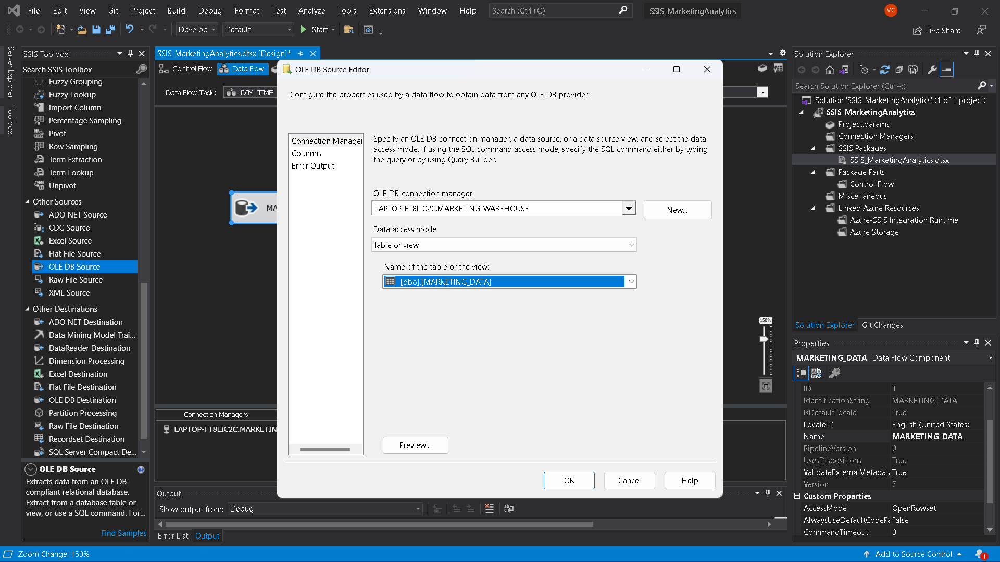 File Edit View Git Project Build Debug Format Test Analyze Tools Extensions Window Help Search (Ctrl+Q) SSIS_MarketingAnalytics VC
Develop Default Start Live Share
Server Explorer
Toolbox
SSIS Toolbox
Search SSIS Toolbox
Fuzzy Grouping
Fuzzy Lookup
Import Column
Percentage Sampling
Pivot
Row Sampling
Term Extraction
Term Lookup
Unpivot
Other Sources
ADO NET Source
CDC Source
Excel Source
Flat File Source
OLE DB Source
Raw File Source
XML Source
Other Destinations
ADO NET Destination
Data Mining Model Trai...
DataReader Destination
Dimension Processing
Excel Destination
Flat File Destination
OLE DB Destination
Partition Processing
Raw File Destination
Recordset Destination
SQL Server Compact De...
OLE DB Source
Extracts data from an OLE DB-
compliant relational database.
Extract from a database table or
view, or use a SQL command. For...
Find Samples
SSIS_MarketingAnalytics.dtsx [Design]*
Control Flow Data Flow
Data Flow Task: DIM_TIME
MA
150%
Connection Managers
LAPTOP-FT8LIC2C.MARKETIN
OLE DB Source Editor
Configure the properties used by a data flow to obtain data from any OLE DB provider.
Connection Manager
Columns
Error Output
Specify an OLE DB connection manager, a data source, or a data source view, and select the data
access mode. If using the SQL command access mode, specify the SQL command either by typing
the query or by using Query Builder.
OLE DB connection manager:
LAPTOP-FT8LIC2C.MARKETING_WAREHOUSE
New...
Data access mode:
Table or view
Name of the table or the view:
[dbo].[MARKETING_DATA]
Preview...
OK Cancel Help
Output
Show output from: Debug
Error List Output
Solution Explorer
Search Solution Explorer (Ctrl+;)
Solution 'SSIS_MarketingAnalytics' (1 of 1 project)
SSIS_MarketingAnalytics
Project.params
Connection Managers
SSIS Packages
SSIS_MarketingAnalytics.dtsx
Package Parts
Control Flow
Miscellaneous
Linked Azure Resources
Azure-SSIS Integration Runtime
Azure Storage
Solution Explorer Git Changes
Properties
MARKETING_DATA Data Flow Component
ID 1
IdentificationString MARKETING_DATA
IsDefaultLocale True
LocaleID English (United States)
Name MARKETING_DATA
PipelineVersion 0
UsesDispositions True
ValidateExternalMetadat True
Version 7
Custom Properties
AccessMode OpenRowset
AlwaysUseDefaultCodePa False
CommandTimeout 0
Zoom Change: 150% Add to Source Control 1